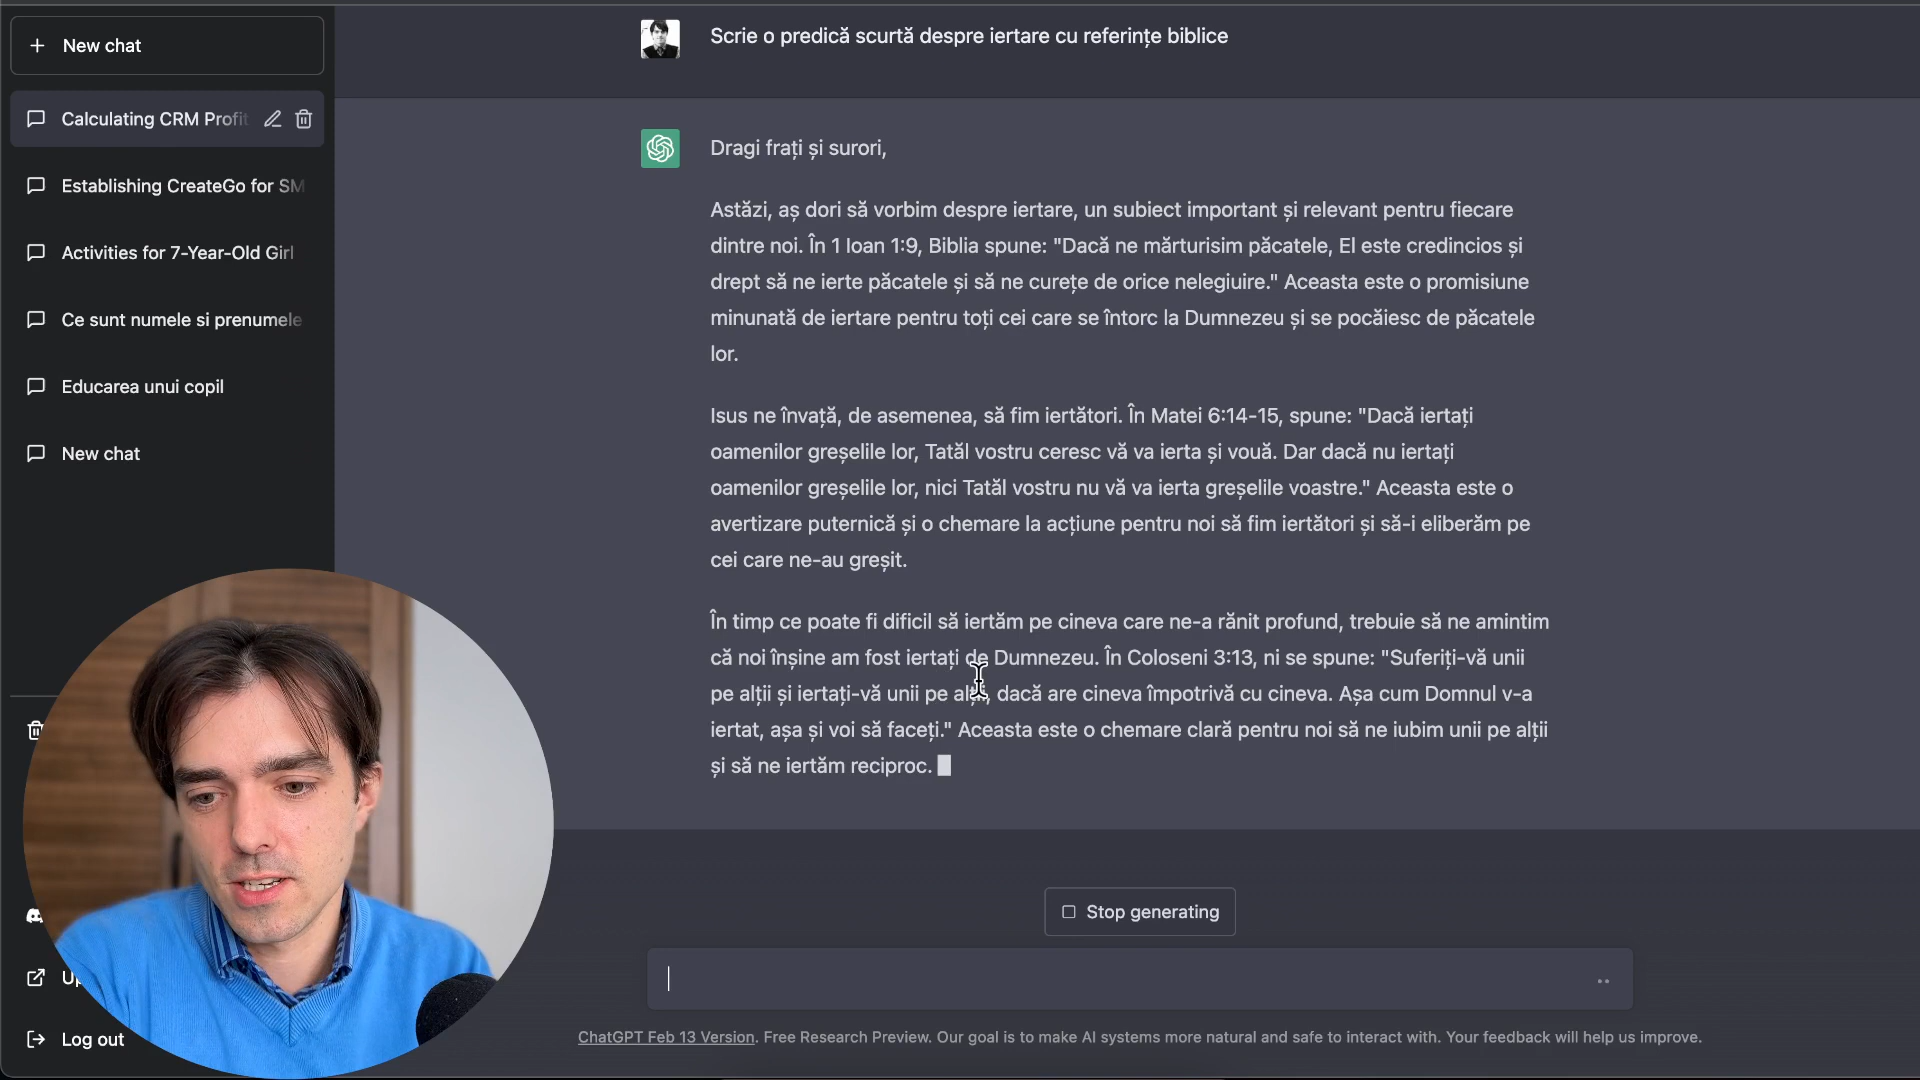 New chat
Calculating CRM Profit
Establishing CreateGo for SM
Activities for 7-Year-Old Girl
Ce sunt numele si prenumele
Educarea unui copil
New chat
Up
Log out
Scrie o predică scurtă despre iertare cu referințe biblice
Dragi frați și surori,
Astăzi, aș dori să vorbim despre iertare, un subiect important și relevant pentru fiecare
dintre noi. În 1 Ioan 1:9, Biblia spune: "Dacă ne mărturisim păcatele, El este credincios și
drept să ne ierte păcatele și să ne curețe de orice nelegiuire." Aceasta este o promisiune
minunată de iertare pentru toți cei care se întorc la Dumnezeu și se pocăiesc de păcatele
lor.
Isus ne învață, de asemenea, să fim iertători. În Matei 6:14-15, spune: "Dacă iertați
oamenilor greșelile lor, Tatăl vostru ceresc vă va ierta și vouă. Dar dacă nu iertați
oamenilor greșelile lor, nici Tatăl vostru nu vă va ierta greșelile voastre." Aceasta este o
avertizare puternică și o chemare la acțiune pentru noi să fim iertători și să-i eliberăm pe
cei care ne-au greșit.
În timp ce poate fi dificil să iertăm pe cineva care ne-a rănit profund, trebuie să ne amintim
că noi înșine am fost iertați de Dumnezeu. În Coloseni 3:13, ni se spune: "Suferiți-vă unii
pe alții și iertați-vă unii pe alții, dacă are cineva împotrivă cu cineva. Așa cum Domnul v-a
iertat, așa și voi să faceți." Aceasta este o chemare clară pentru noi să ne iubim unii pe alții
și să ne iertăm reciproc.
Stop generating
ChatGPT Feb 13 Version. Free Research Preview. Our goal is to make AI systems more natural and safe to interact with. Your feedback will help us improve.